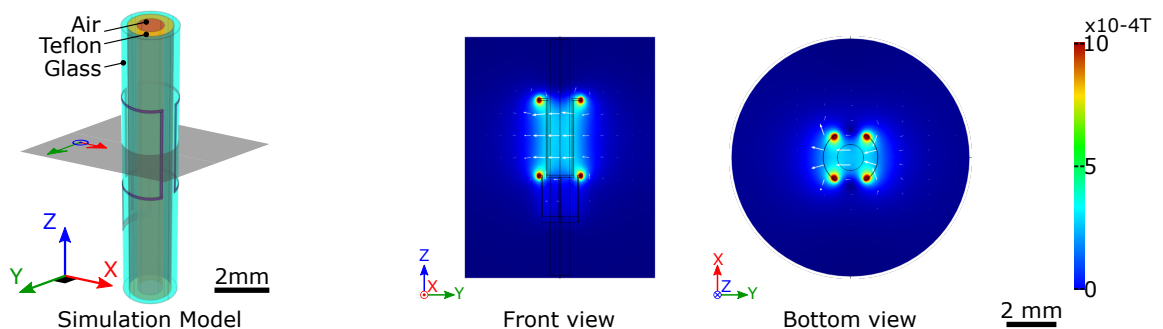 Air
Teflon
Glass
Z
Y
X
2mm
Simulation Model
Z
X
Y
Front view
X
Z
Y
Bottom view
x10-4T
10
5
0
2 mm